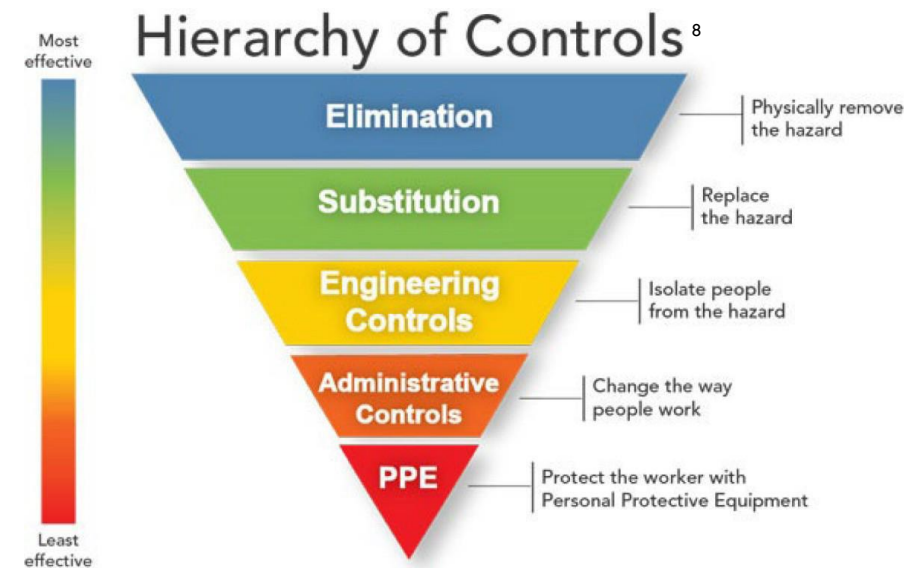 Hierarchy of Controls 8
Most
effective
Elimination
Physically remove
the hazard
Substitution
Replace
the hazard
Engineering
Controls
Isolate people
from the hazard
Administrative
Controls
Change the way
people work
PPE
Protect the worker with
Personal Protective Equipment
Least
effective